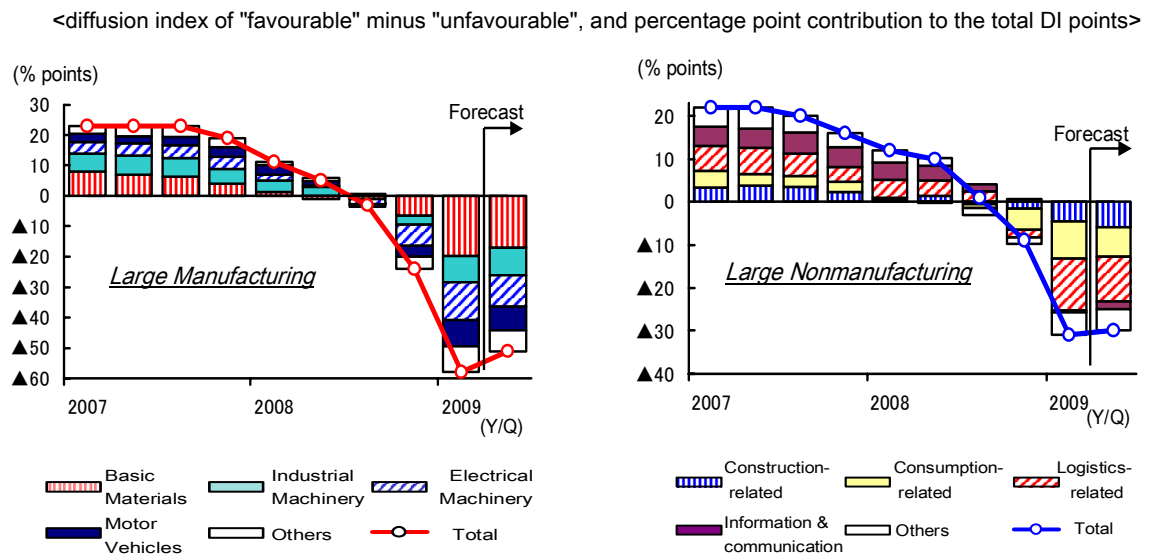 <diffusion index of "favourable" minus "unfavourable", and percentage point contribution to the total DI points>
(% points)
30
20
10
0
▲10
▲20
▲30
▲40
▲50
▲60
Forecast
Large Manufacturing
2007
2008
2009
(Y/Q)
Basic Materials
Industrial Machinery
Electrical Machinery
Motor Vehicles
Others
Total
(% points)
20
10
0
▲10
▲20
▲30
▲40
Forecast
Large Nonmanufacturing
2007
2008
2009
(Y/Q)
Construction-related
Consumption-related
Logistics-related
Information & communication
Others
Total